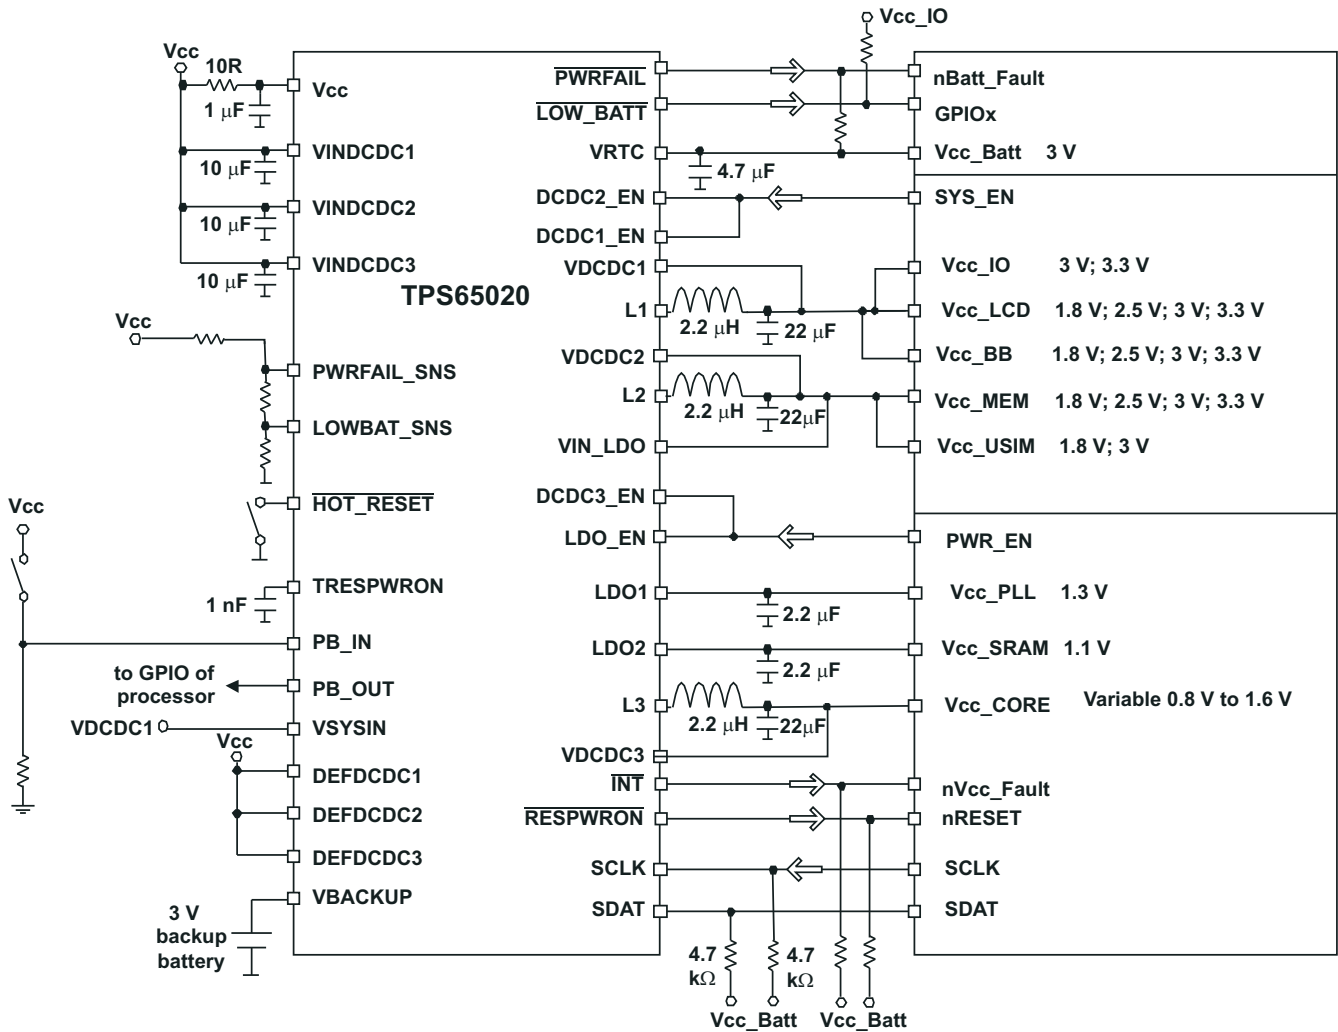 Vcc_IO
Vcc
10R
1 μF
Vcc
10 μF
VINDCDC1
10 μF
VINDCDC2
10 μF
VINDCDC3
TPS65020
Vcc
PWRFAIL_SNS
LOWBAT_SNS
HOT_RESET
Vcc
1 nF
TRESPWRON
PB_IN
to GPIO of
processor
PB_OUT
VDCDC1
VSYSIN
Vcc
DEFDCDC1
DEFDCDC2
DEFDCDC3
VBACKUP
3 V
backup
battery
PWRFAIL
LOW_BATT
VRTC
4.7 μF
DCDC2_EN
DCDC1_EN
VDCDC1
L1
2.2 μH
22 μF
VDCDC2
L2
2.2 μH
22μF
VIN_LDO
DCDC3_EN
LDO_EN
LDO1
2.2 μF
LDO2
2.2 μF
L3
2.2 μH
22μF
VDCDC3
INT
RESPWRON
SCLK
SDAT
4.7
kΩ
4.7
kΩ
Vcc_Batt
Vcc_Batt
nBatt_Fault
GPIOx
Vcc_Batt 3 V
SYS_EN
Vcc_IO 3 V; 3.3 V
Vcc_LCD 1.8 V; 2.5 V; 3 V; 3.3 V
Vcc_BB 1.8 V; 2.5 V; 3 V; 3.3 V
Vcc_MEM 1.8 V; 2.5 V; 3 V; 3.3 V
Vcc_USIM 1.8 V; 3 V
PWR_EN
Vcc_PLL 1.3 V
Vcc_SRAM 1.1 V
Vcc_CORE Variable 0.8 V to 1.6 V
nVcc_Fault
nRESET
SCLK
SDAT